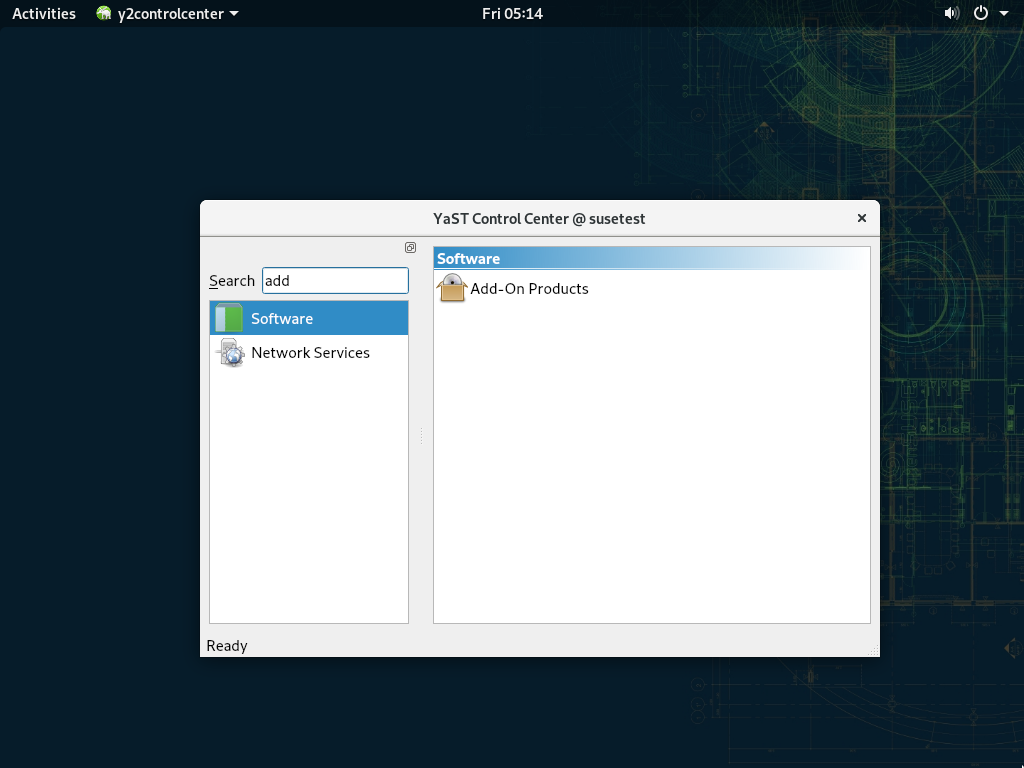 Activities y2controlcenter Fri 05:14
YaST Control Center @ susetest
Search add
Software
Network Services
Software
Add-On Products
Ready